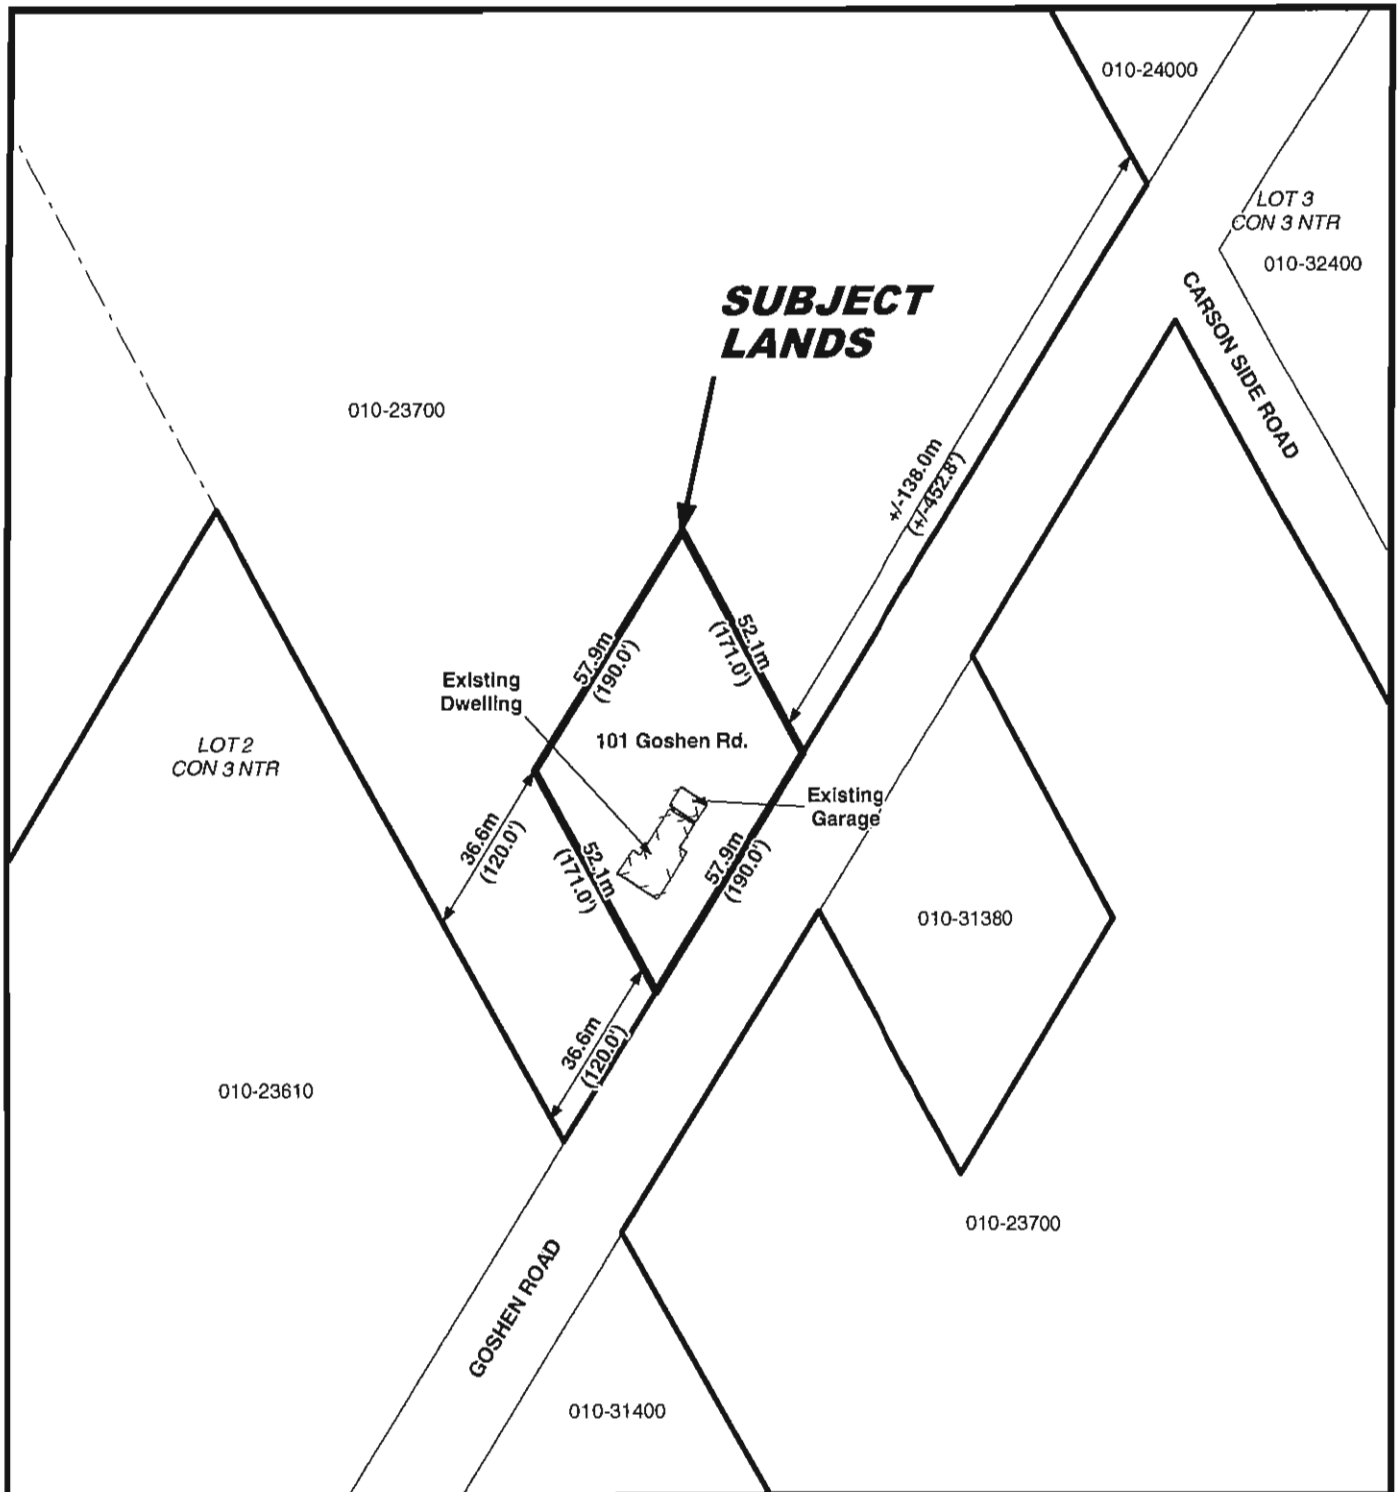 010-24000
LOT 3
CON 3 NTR
010-32400
CARSON SIDE ROAD
SUBJECT
LANDS
010-23700
+/-138.0m
(+/-452.8')
57.9m
(190.0')
52.1m
(171.0')
Existing
Dwelling
101 Goshen Rd.
LOT 2
CON 3 NTR
Existing
Garage
36.6m
(120.0')
52.1m
(171.0')
57.9m
(190.0')
010-31380
36.6m
(120.0')
010-23610
010-23700
GOSHEN ROAD
010-31400